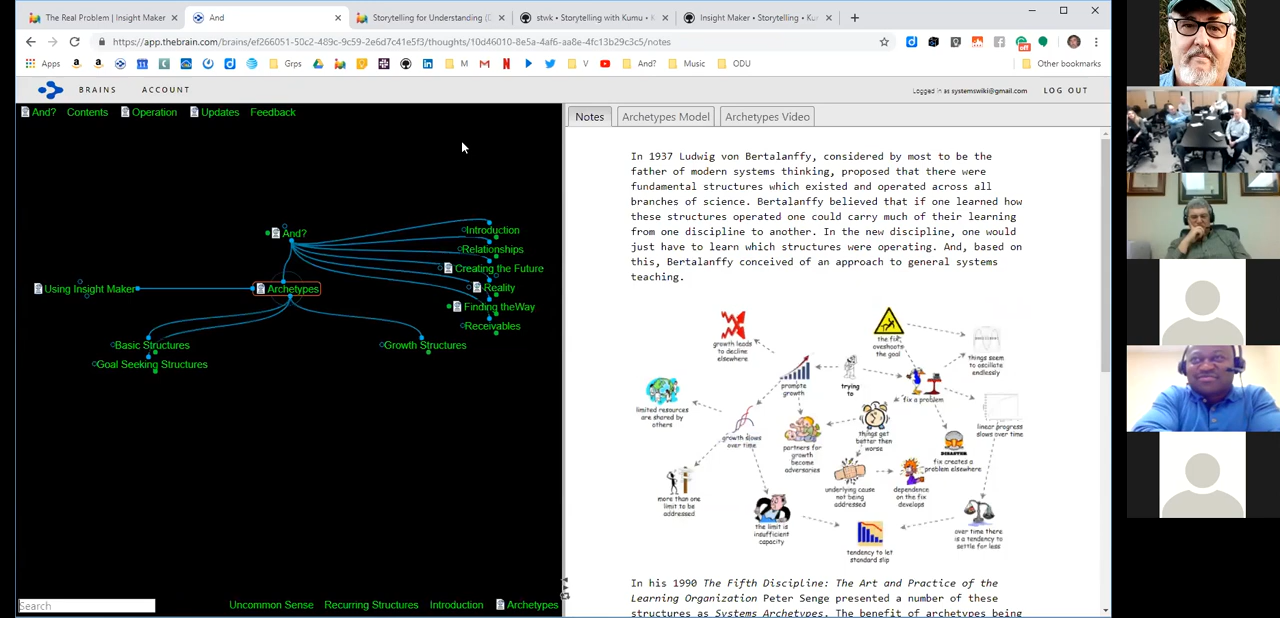 The Real Problem | Insight Maker
And
Storytelling for Understanding (D
stwk • Storytelling with Kumu • K
Insight Maker • Storytelling • Kum
https://app.thebrain.com/brains/ef266051-50c2-489c-9c59-2e6d7c41e5f3/thoughts/10d46010-8e5a-4af6-aa8e-4fc13b29c3c5/notes
Apps
Grps
M
V
And?
Music
ODU
Other bookmarks
BRAINS
ACCOUNT
Logged in as systemswiki@gmail.com
LOG OUT
And?
Contents
Operation
Updates
Feedback
And?
Introduction
Relationships
Creating the Future
Reality
Finding theWay
Receivables
Using Insight Maker
Archetypes
Basic Structures
Goal Seeking Structures
Growth Structures
Search
Uncommon Sense
Recurring Structures
Introduction
Archetypes
Notes
Archetypes Model
Archetypes Video
In 1937 Ludwig von Bertalanffy, considered by most to be the
father of modern systems thinking, proposed that there were
fundamental structures which existed and operated across all
branches of science. Bertalanffy believed that if one learned how
these structures operated one could carry much of their learning
from one discipline to another. In the new discipline, one would
just have to learn which structures were operating. And, based on
this, Bertalanffy conceived of an approach to general systems
teaching.
growth leads
to decline
elsewhere
the fix
oveshoots
the goal
things seem
to oscillate
endlessly
promote
growth
trying
to
fix a problem
limited resources
are shared by
others
growth slows
over time
partners for
growth
become
adversaries
things get
better then
worse
linear progress
slows over time
DISASTER
fix creates a
problem elsewhere
more than one
limit to be
addressed
underlying cause
not being
addressed
dependence
on the fix
develops
the limit is
insufficient
capacity
tendency to let
standard slip
over time there
is a tendency to
settle for less
In his 1990 The Fifth Discipline: The Art and Practice of the
Learning Organization Peter Senge presented a number of these
structures as Systems Archetypes. The benefit of archetypes being